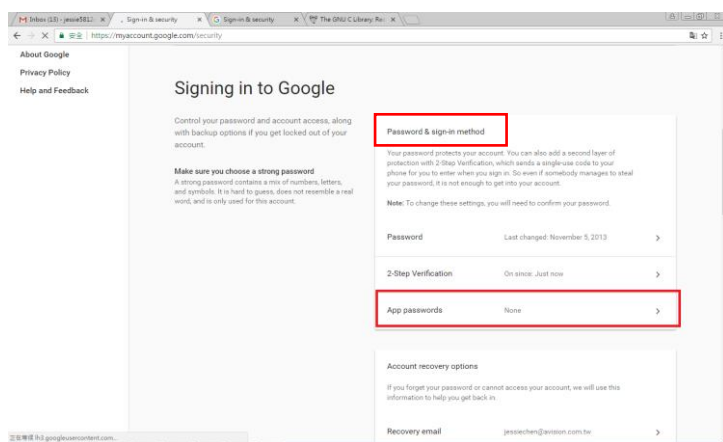 Inbox (13) - jessie5812
Sign-in & security
Sign-in & security
The GNU C Library: Ro
安全 https://myaccount.google.com/security
About Google
Privacy Policy
Help and Feedback
Signing in to Google
Control your password and account access, along
with backup options if you get locked out of your
account.
Make sure you choose a strong password
A strong password contains a mix of numbers, letters,
and symbols. It is hard to guess, does not resemble a real
word, and is only used for this account.
Password & sign-in method
Your password protects your account. You can also add a second layer of
protection with 2-Step Verification, which sends a single-use code to your
phone for you to enter when you sign in. So even if somebody manages to steal
your password, it is not enough to get into your account.
Note: To change these settings, you will need to confirm your password.
Password Last changed: November 5, 2013
2-Step Verification On since: Just now
App passwords None
Account recovery options
If you forget your password or cannot access your account, we will use this
information to help you get back in.
Recovery email jessiechen@avision.com.tw
lh3.googleusercontent.com...